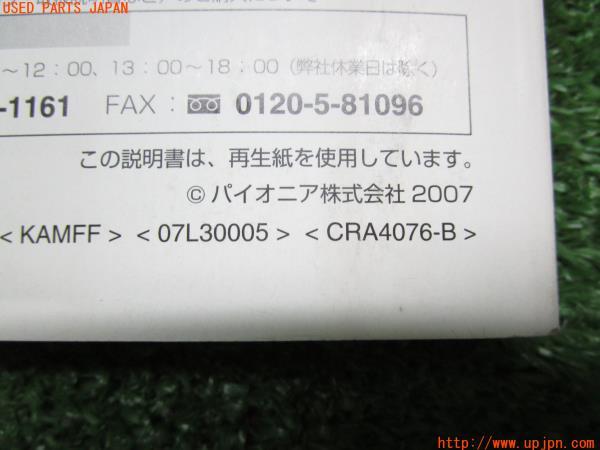 USED PARTS JAPAN
～12：00、13：00～18：00（弊社休業日は除く）
-1161 FAX： 0120-5-81096
この説明書は、再生紙を使用しています。
© パイオニア株式会社 2007
< KAMFF > < 07L30005 > < CRA4076-B >
http://www.upjpn.com/